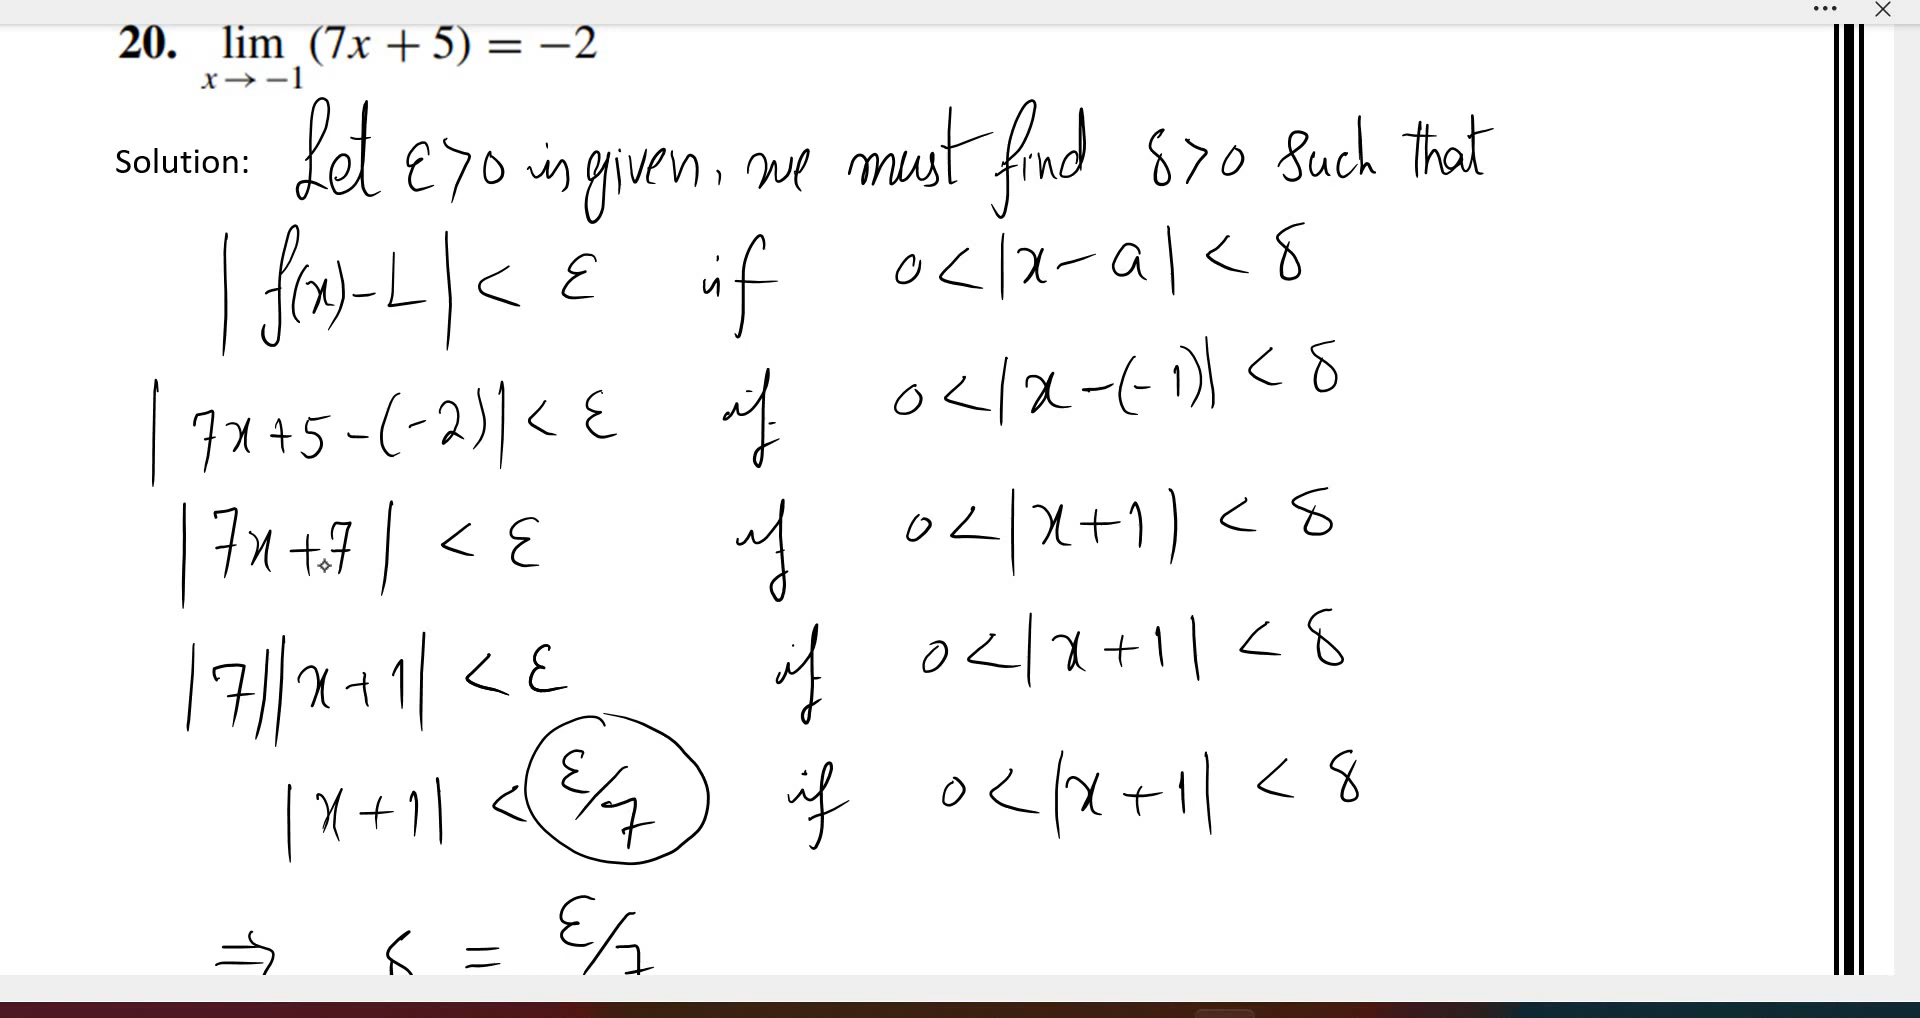 20. lim (7x + 5) = −2
x → −1
Solution: Let ε>0 is given, we must find δ>0 such that
|f(x)-L| < ε if 0<|x-a|<δ
|7x+5-(-2)|<ε if 0<|x-(-1)|<δ
|7x+7| < ε if 0<|x+1|<δ
|7||x+1| < ε if 0<|x+1|<δ
|x+1| < ε/7 if 0<|x+1|<δ
⇒ δ = ε/7